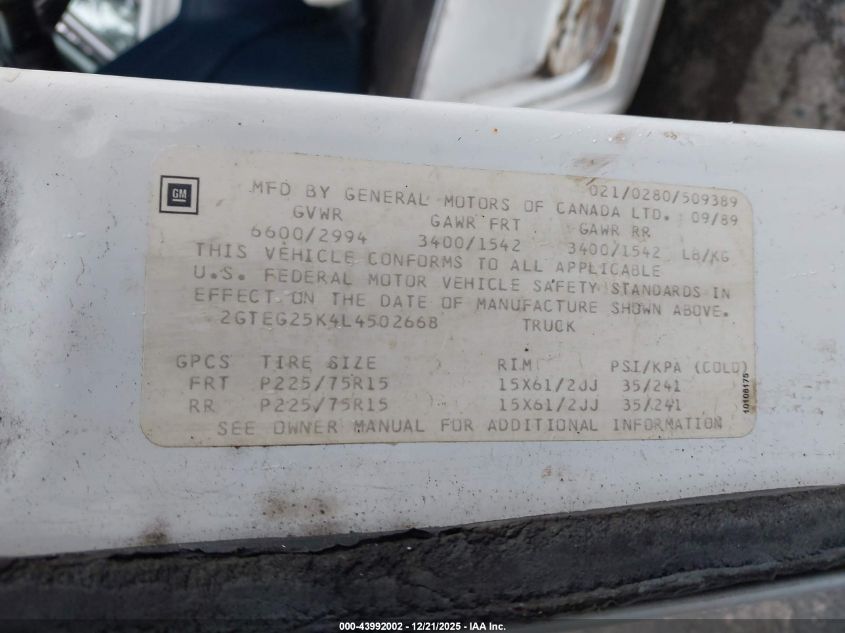 GM
MFD BY GENERAL MOTORS OF CANADA LTD. 09/89
021/0280/509389
GVWR GAWR FRT GAWR RR
6600/2994 3400/1542 3400/1542 LB/KG
THIS VEHICLE CONFORMS TO ALL APPLICABLE
U.S. FEDERAL MOTOR VEHICLE SAFETY STANDARDS IN
EFFECT ON THE DATE OF MANUFACTURE SHOWN ABOVE.
2GTEG25K4L4502668 TRUCK
GPCS TIRE SIZE RIM PSI/KPA (COLD)
FRT P225/75R15 15X61/2JJ 35/241
RR P225/75R15 15X61/2JJ 35/241
SEE OWNER MANUAL FOR ADDITIONAL INFORMATION
10108175
000-43992002 - 12/21/2025 - IAA Inc.